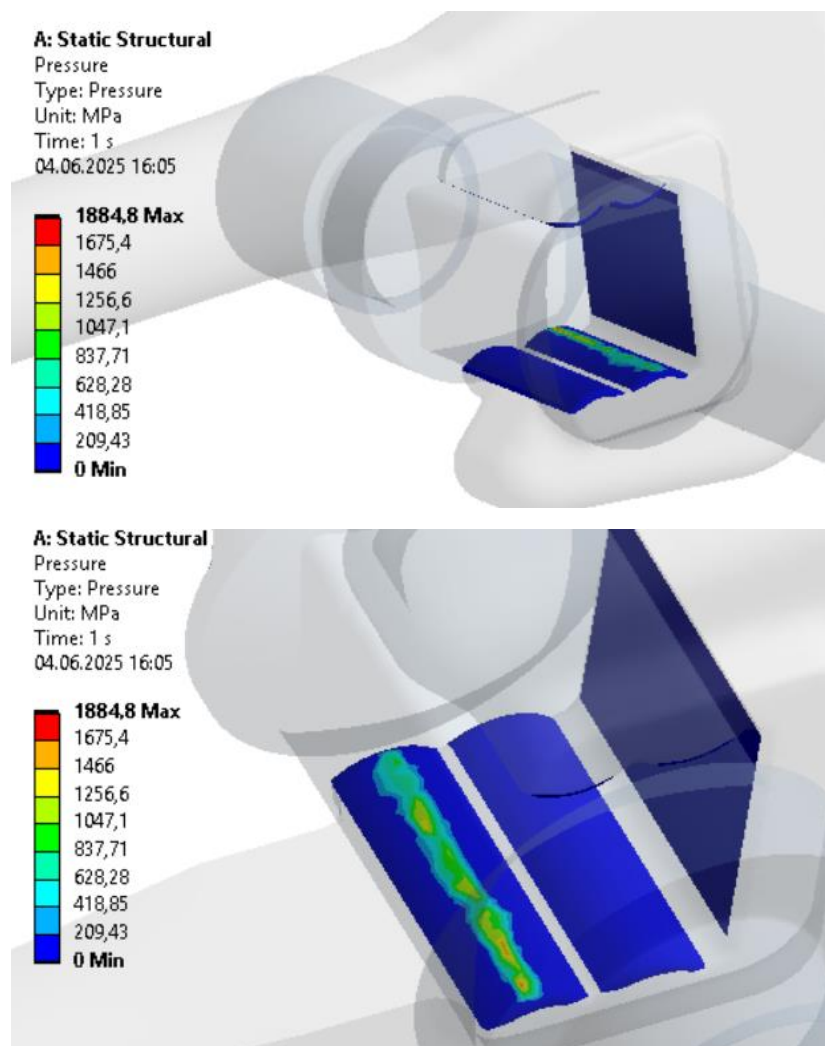 A: Static Structural
Pressure
Type: Pressure
Unit: MPa
Time: 1 s
04.06.2025 16:05
1884,8 Max
1675,4
1466
1256,6
1047,1
837,71
628,28
418,85
209,43
0 Min
A: Static Structural
Pressure
Type: Pressure
Unit: MPa
Time: 1 s
04.06.2025 16:05
1884,8 Max
1675,4
1466
1256,6
1047,1
837,71
628,28
418,85
209,43
0 Min